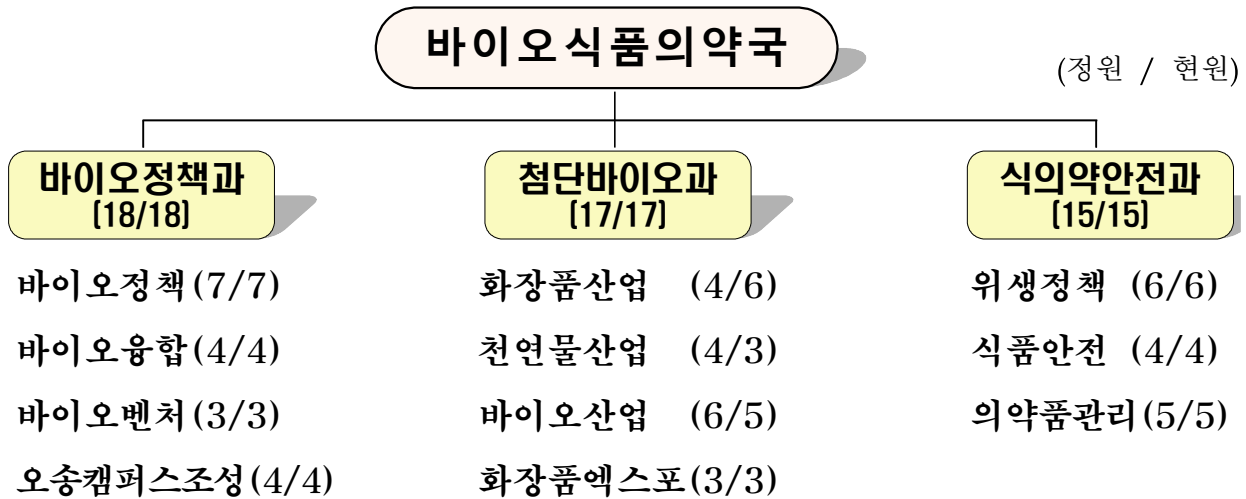 바이오식품의약국
(정원 / 현원)
바이오정책과
(18/18)
첨단바이오과
(17/17)
식의약안전과
(15/15)
바이오정책(7/7)
바이오융합(4/4)
바이오벤처(3/3)
오송캠퍼스조성(4/4)
화장품산업 (4/6)
천연물산업 (4/3)
바이오산업 (6/5)
화장품엑스포(3/3)
위생정책 (6/6)
식품안전 (4/4)
의약품관리(5/5)